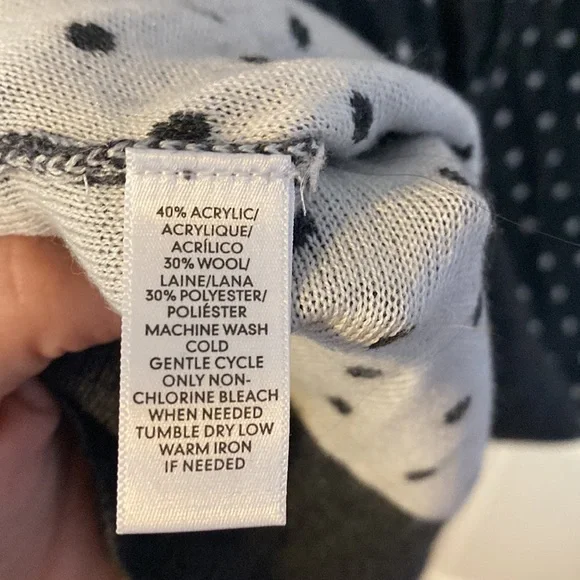 40% ACRYLIC/
ACRYLIQUE/
ACRÍLICO
30% WOOL/
LAINE/LANA
30% POLYESTER/
POLIÉSTER
MACHINE WASH
COLD
GENTLE CYCLE
ONLY NON-
CHLORINE BLEACH
WHEN NEEDED
TUMBLE DRY LOW
WARM IRON
IF NEEDED